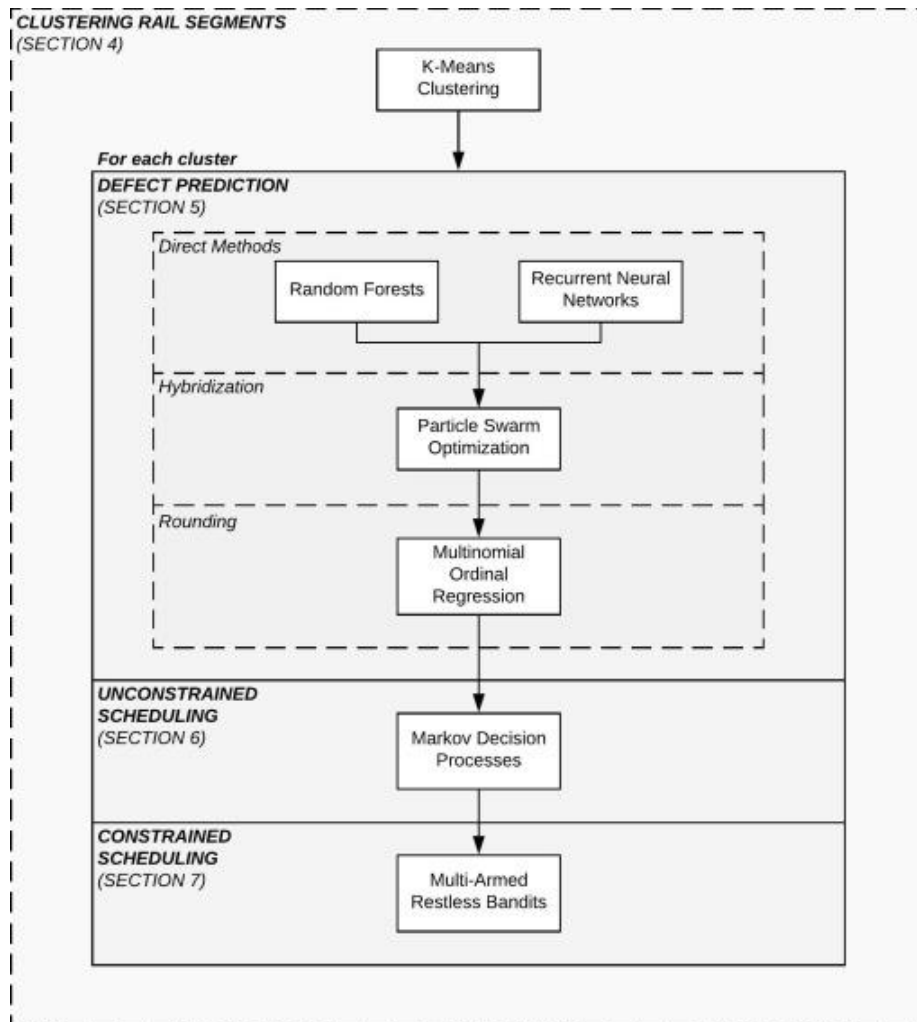 CLUSTERING RAIL SEGMENTS
(SECTION 4)
K-Means
Clustering
For each cluster
DEFECT PREDICTION
(SECTION 5)
Direct Methods
Random Forests
Recurrent Neural
Networks
Hybridization
Particle Swarm
Optimization
Rounding
Multinomial
Ordinal
Regression
UNCONSTRAINED
SCHEDULING
(SECTION 6)
Markov Decision
Processes
CONSTRAINED
SCHEDULING
(SECTION 7)
Multi-Armed
Restless Bandits